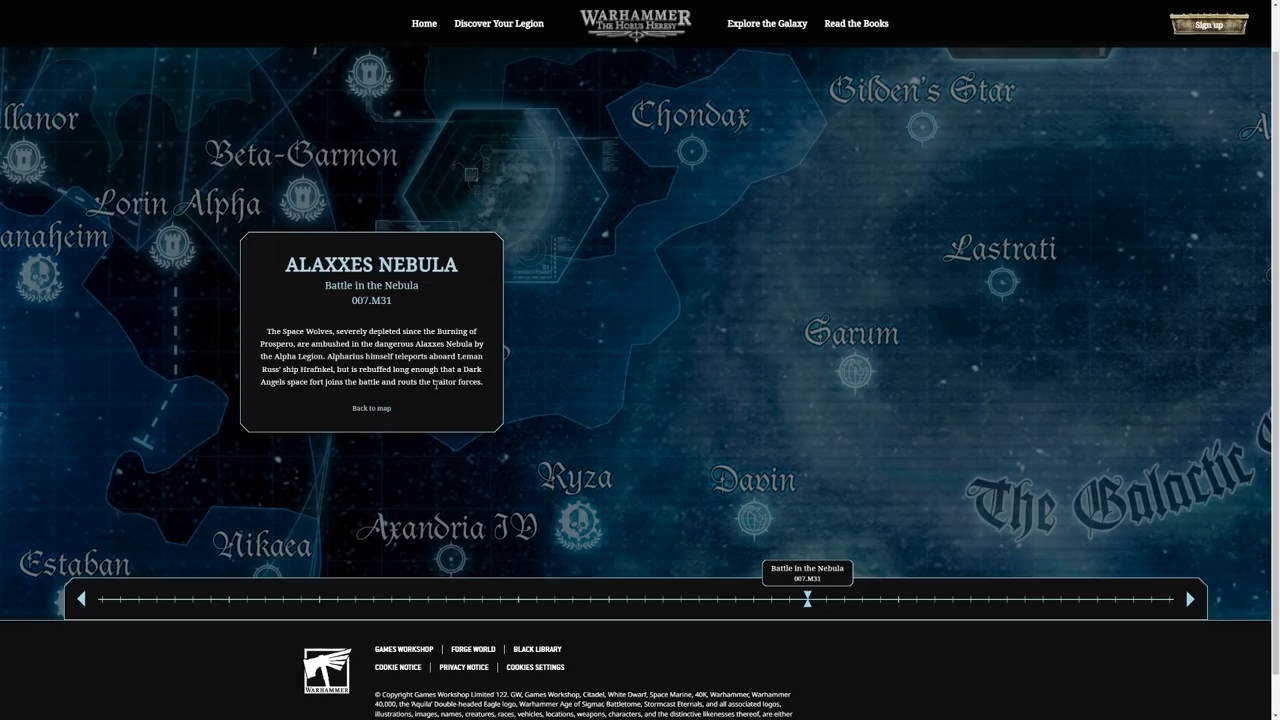 Home
Discover Your Legion
WARHAMMER
THE HORUS HERESY
Explore the Galaxy
Read the Books
Sign up
Gilden's Star
Chondax
llanor
Beta-Garmon
Lorin Alpha
anaheim
Lastrati
ALAXXES NEBULA
Battle in the Nebula
007.M31
The Space Wolves, severely depleted since the Burning of
Prospero, are ambushed in the dangerous Alaxxes Nebula by
the Alpha Legion. Alpharius himself teleports aboard Leman
Russ' ship Hrafnkel, but is rebuffed long enough that a Dark
Angels space fort joins the battle and routs the traitor forces.
Back to map
Sarum
Ryza
Davin
The Galactic
Axandria IV
Nikaea
Estaban
Battle in the Nebula
007.M31
GAMES WORKSHOP
FORGE WORLD
BLACK LIBRARY
COOKIE NOTICE
PRIVACY NOTICE
COOKIES SETTINGS
WARHAMMER
© Copyright Games Workshop Limited 122. GW, Games Workshop, Citadel, White Dwarf, Space Marine, 40K, Warhammer, Warhammer
40,000, the 'Aquila' Double-headed Eagle logo, Warhammer Age of Sigmar, Battletome, Stormcast Eternals, and all associated logos,
illustrations, images, names, creatures, races, vehicles, locations, weapons, characters, and the distinctive likenesses thereof, are either